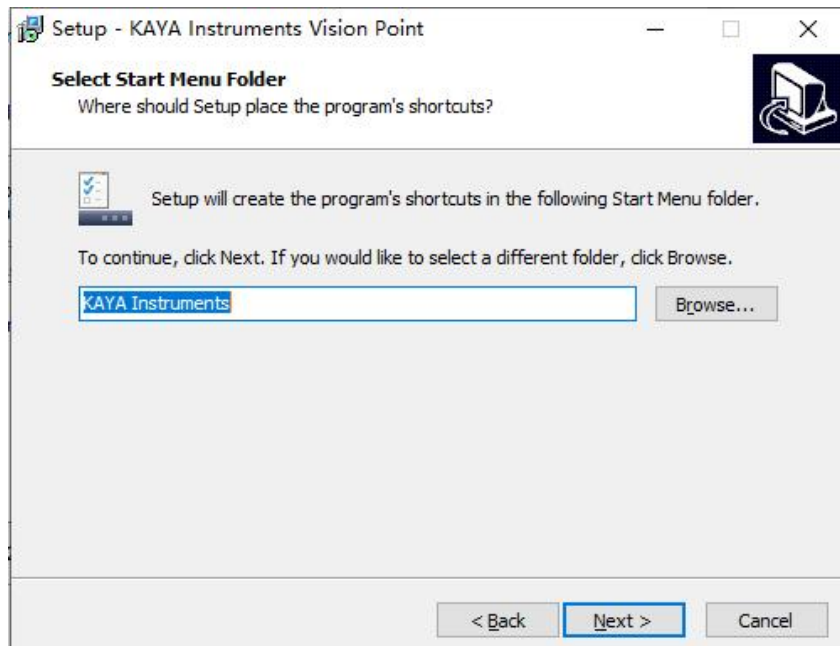 Setup - KAYA Instruments Vision Point
Select Start Menu Folder
Where should Setup place the program's shortcuts?
Setup will create the program's shortcuts in the following Start Menu folder.
To continue, click Next. If you would like to select a different folder, click Browse.
KAYA Instruments
Browse...
< Back
Next >
Cancel